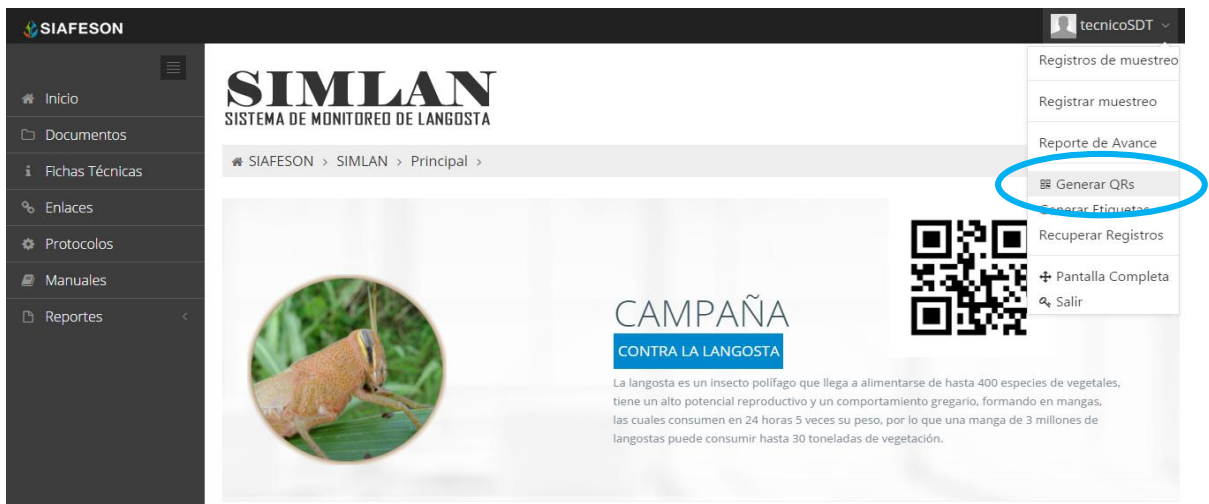 SIAFESON
tecnicoSDT
Inicio
Documentos
Fichas Técnicas
Enlaces
Protocolos
Manuales
Reportes
SIMLAN
SISTEMA DE MONITOREO DE LANGOSTA
SIAFESON > SIMLAN > Principal >
Registros de muestreo
Registrar muestreo
Reporte de Avance
Generar QRs
Generar Etiquetas
Recuperar Registros
Pantalla Completa
Salir
CAMPAÑA
CONTRA LA LANGOSTA
La langosta es un insecto polífago que llega a alimentarse de hasta 400 especies de vegetales,
tiene un alto potencial reproductivo y un comportamiento gregario, formando en mangas,
las cuales consumen en 24 horas 5 veces su peso, por lo que una manga de 3 millones de
langostas puede consumir hasta 30 toneladas de vegetación.